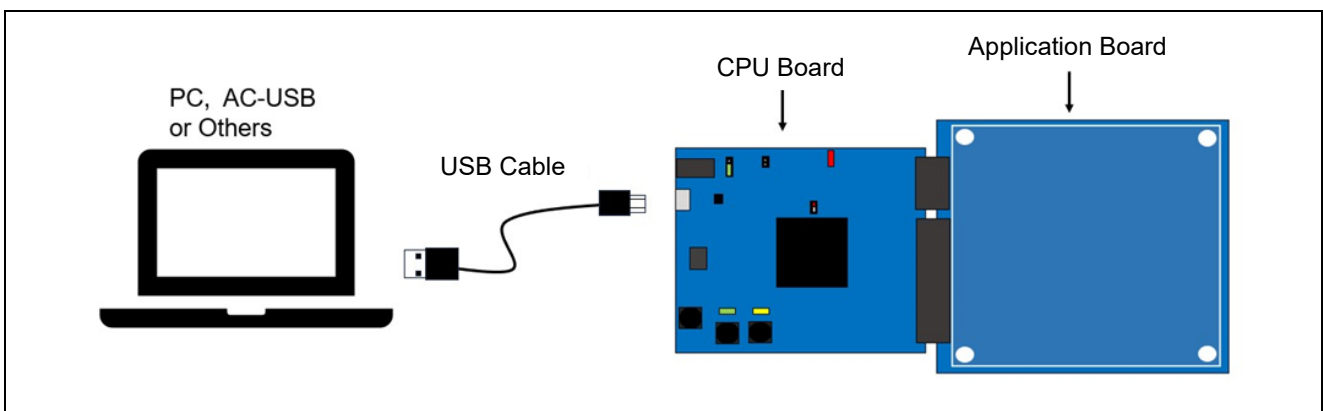 PC, AC-USB
or Others
USB Cable
CPU Board
Application Board